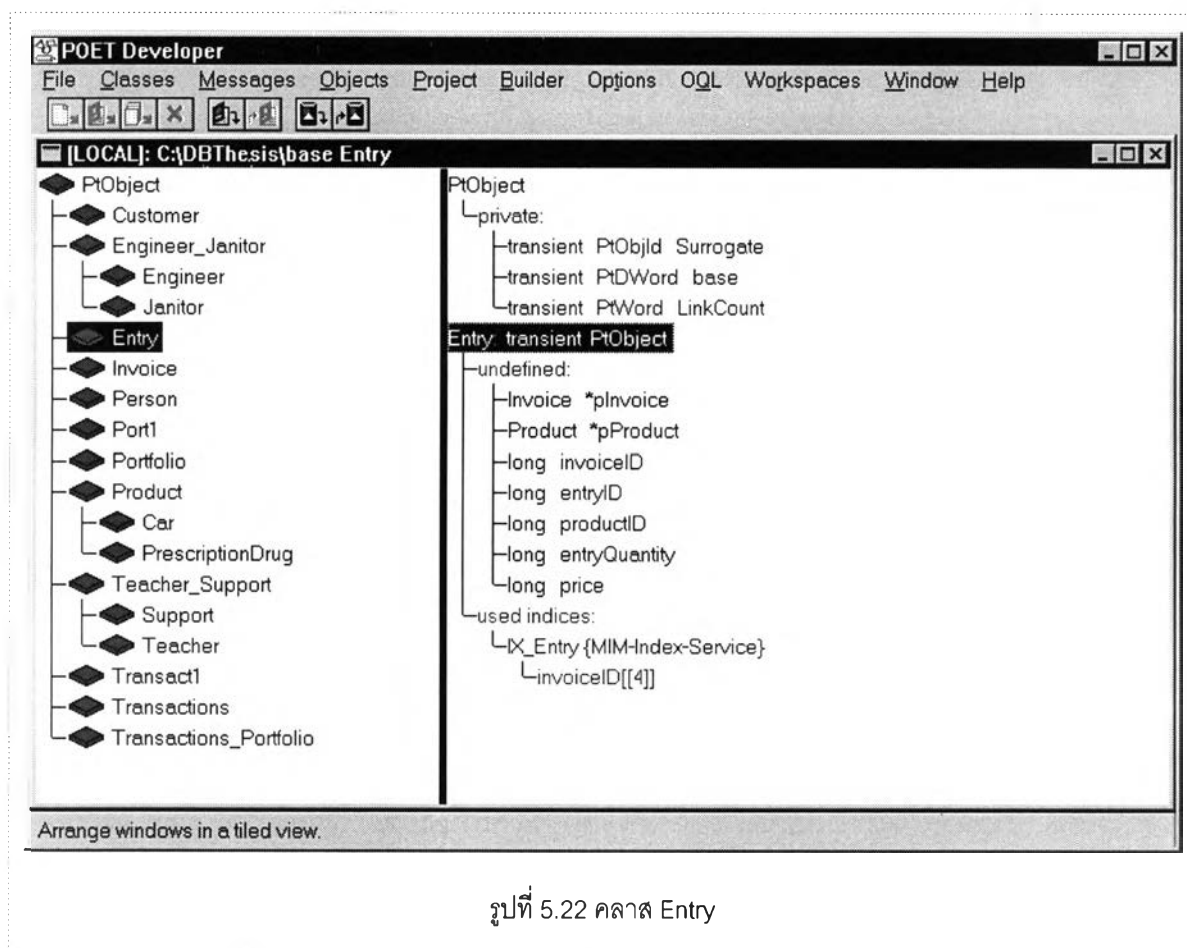 POET Developer
File Classes Messages Objects Project Builder Options OQL Workspaces Window Help
[LOCAL]: C:\DBThesis\base Entry
PtObject
Customer
Engineer_Janitor
Engineer
Janitor
Entry
Invoice
Person
Port1
Portfolio
Product
Car
PrescriptionDrug
Teacher_Support
Support
Teacher
Transact1
Transactions
Transactions_Portfolio
PtObject
private:
transient PtObjId Surrogate
transient PtDWord base
transient PtWord LinkCount
Entry: transient PtObject
undefined:
Invoice *pInvoice
Product *pProduct
long invoiceID
long entryID
long productID
long entryQuantity
long price
used indices:
IX_Entry {MIM-Index-Service}
invoiceID[[4]]
Arrange windows in a tiled view.
รูปที่ 5.22 คลาส Entry